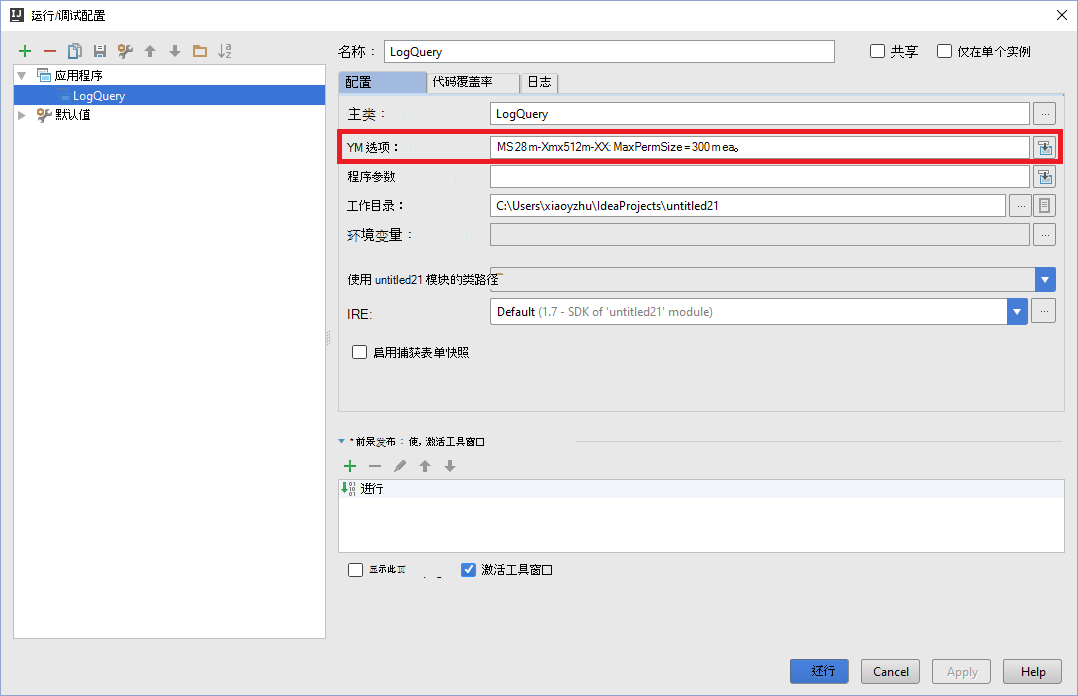 运行/调试配置
名称： LogQuery 共享 仅在单个实例
应用程序
LogQuery
默认值
配置 代码覆盖率 日志
主类： LogQuery ...
YM 选项： MS 28 m-Xmx512m-XX: MaxPermSize = 300 m ea。
程序参数
工作目录： C:\Users\xiaoyzhu\IdeaProjects\untitled21 ...
环境变量： ...
使用 untitled21 模块的类路径
IRE: Default (1.7 - SDK of 'untitled21' module) ...
启用捕获表单快照
* 前景发布：使，激活工具窗口
进行
显示此页 激活工具窗口
还行 Cancel Apply Help